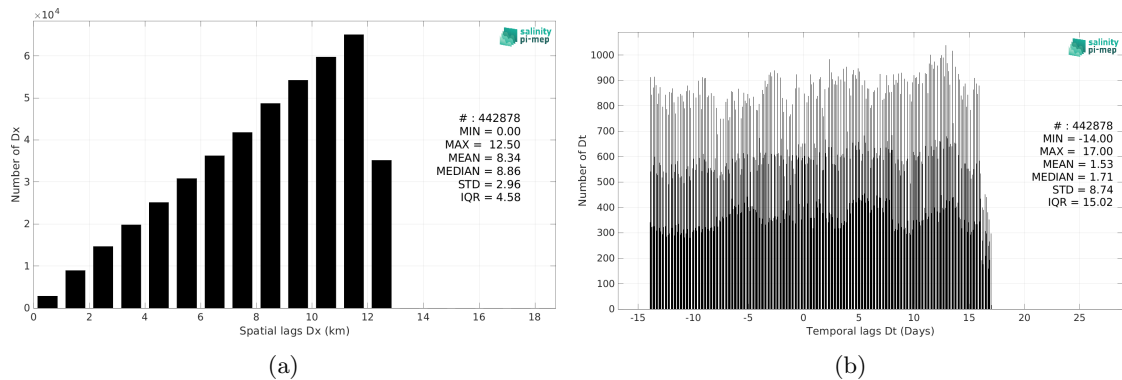 ×10⁴
salinity
pi-mep
6
5
4
3
2
1
0
Number of Dx
# : 442878
MIN = 0.00
MAX = 12.50
MEAN = 8.34
MEDIAN = 8.86
STD = 2.96
IQR = 4.58
0 2 4 6 8 10 12 14 16 18
Spatial lags Dx (km)
(a)
salinity
pi-mep
1000
900
800
700
600
500
400
300
200
100
0
Number of Dt
# : 442878
MIN = -14.00
MAX = 17.00
MEAN = 1.53
MEDIAN = 1.71
STD = 8.74
IQR = 15.02
-15 -10 -5 0 5 10 15 20 25
Temporal lags Dt (Days)
(b)